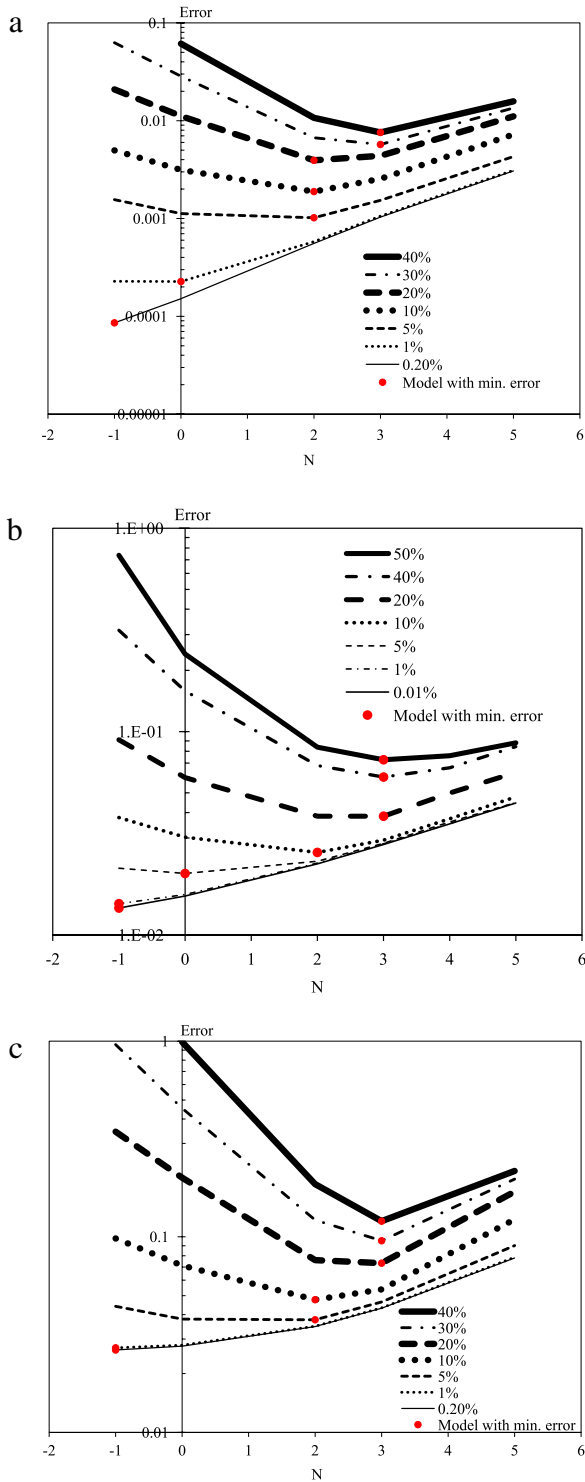 a
Error
0.1
0.01
0.001
0.0001
0.00001
40%
30%
20%
10%
5%
1%
0.20%
Model with min. error
-2 -1 0 1 2 3 4 5 6
N
b
Error
1.E+00
1.E-01
1.E-02
50%
40%
20%
10%
5%
1%
0.01%
Model with min. error
-2 -1 0 1 2 3 4 5 6
N
c
Error
1
0.1
0.01
40%
30%
20%
10%
5%
1%
0.20%
Model with min. error
-2 -1 0 1 2 3 4 5 6
N